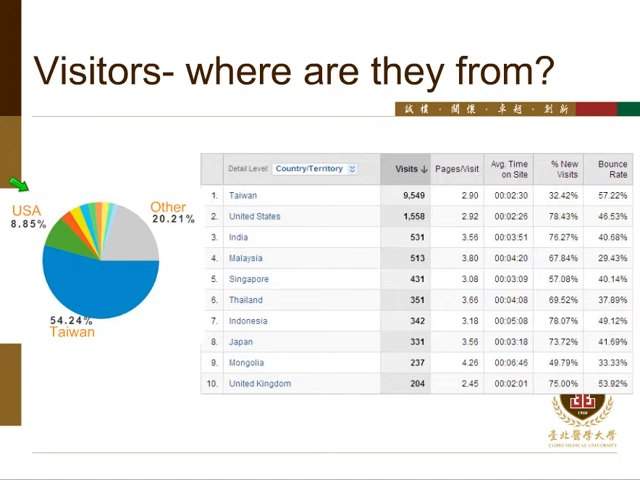 Visitors- where are they from?
誠樸 · 關懷 · 卓越 · 創新
USA
8.85%
Other
20.21%
54.24%
Taiwan
Detail Level: Country/Territory Visits Pages/Visit Avg. Time on Site % New Visits Bounce Rate
1. Taiwan 9,549 2.90 00:02:30 32.42% 57.22%
2. United States 1,558 2.92 00:02:26 78.43% 46.53%
3. India 531 3.56 00:03:51 76.27% 40.68%
4. Malaysia 513 3.80 00:04:20 67.84% 29.43%
5. Singapore 431 3.08 00:03:09 57.08% 40.14%
6. Thailand 351 3.66 00:04:08 69.52% 37.89%
7. Indonesia 342 3.18 00:05:08 78.07% 49.12%
8. Japan 331 3.56 00:03:18 73.72% 41.69%
9. Mongolia 237 4.26 00:06:46 49.79% 33.33%
10. United Kingdom 204 2.45 00:02:01 75.00% 53.92%
1960
臺北醫學大學
TAIPEI MEDICAL UNIVERSITY